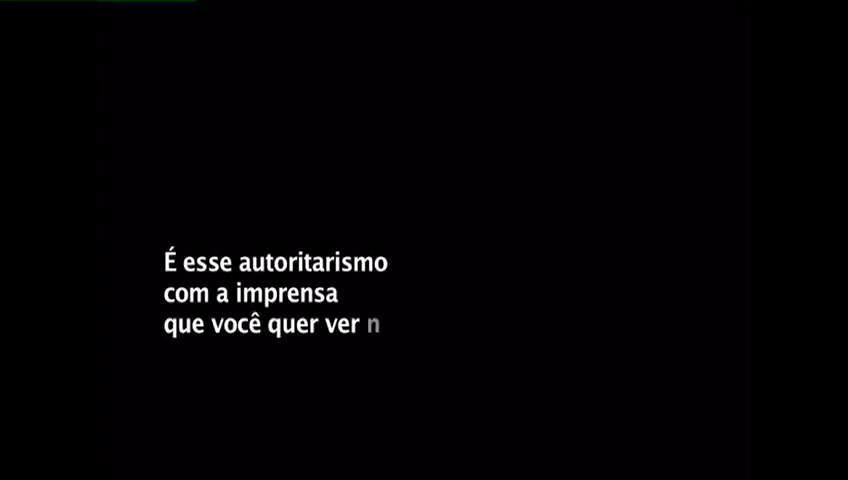 É esse autoritarismo
com a imprensa
que você quer ver n